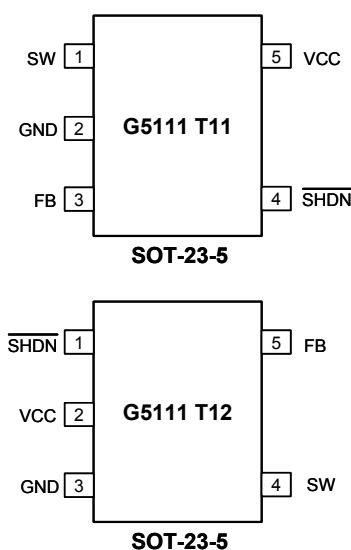 SW 1 5 VCC
GND 2 G5111 T11
FB 3 4 SHDN
SOT-23-5
SHDN 1 5 FB
VCC 2 G5111 T12
GND 3 4 SW
SOT-23-5